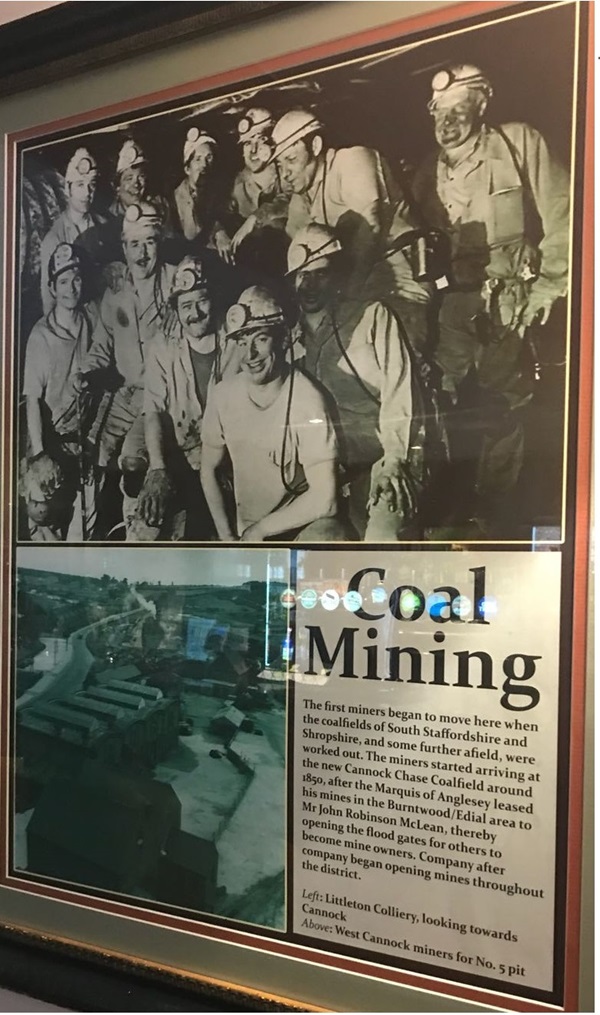 Coal
Mining
The first miners began to move here when
the coalfields of South Staffordshire and
Shropshire, and some further afield, were
worked out. The miners started arriving at
the new Cannock Chase Coalfield around
1850, after the Marquis of Anglesey leased
his mines in the Burntwood/Edial area to
Mr John Robinson McLean, thereby
opening the flood gates for others to
become mine owners. Company after
company began opening mines throughout
the district.
Left: Littleton Colliery, looking towards
Cannock
Above: West Cannock miners for No. 5 pit